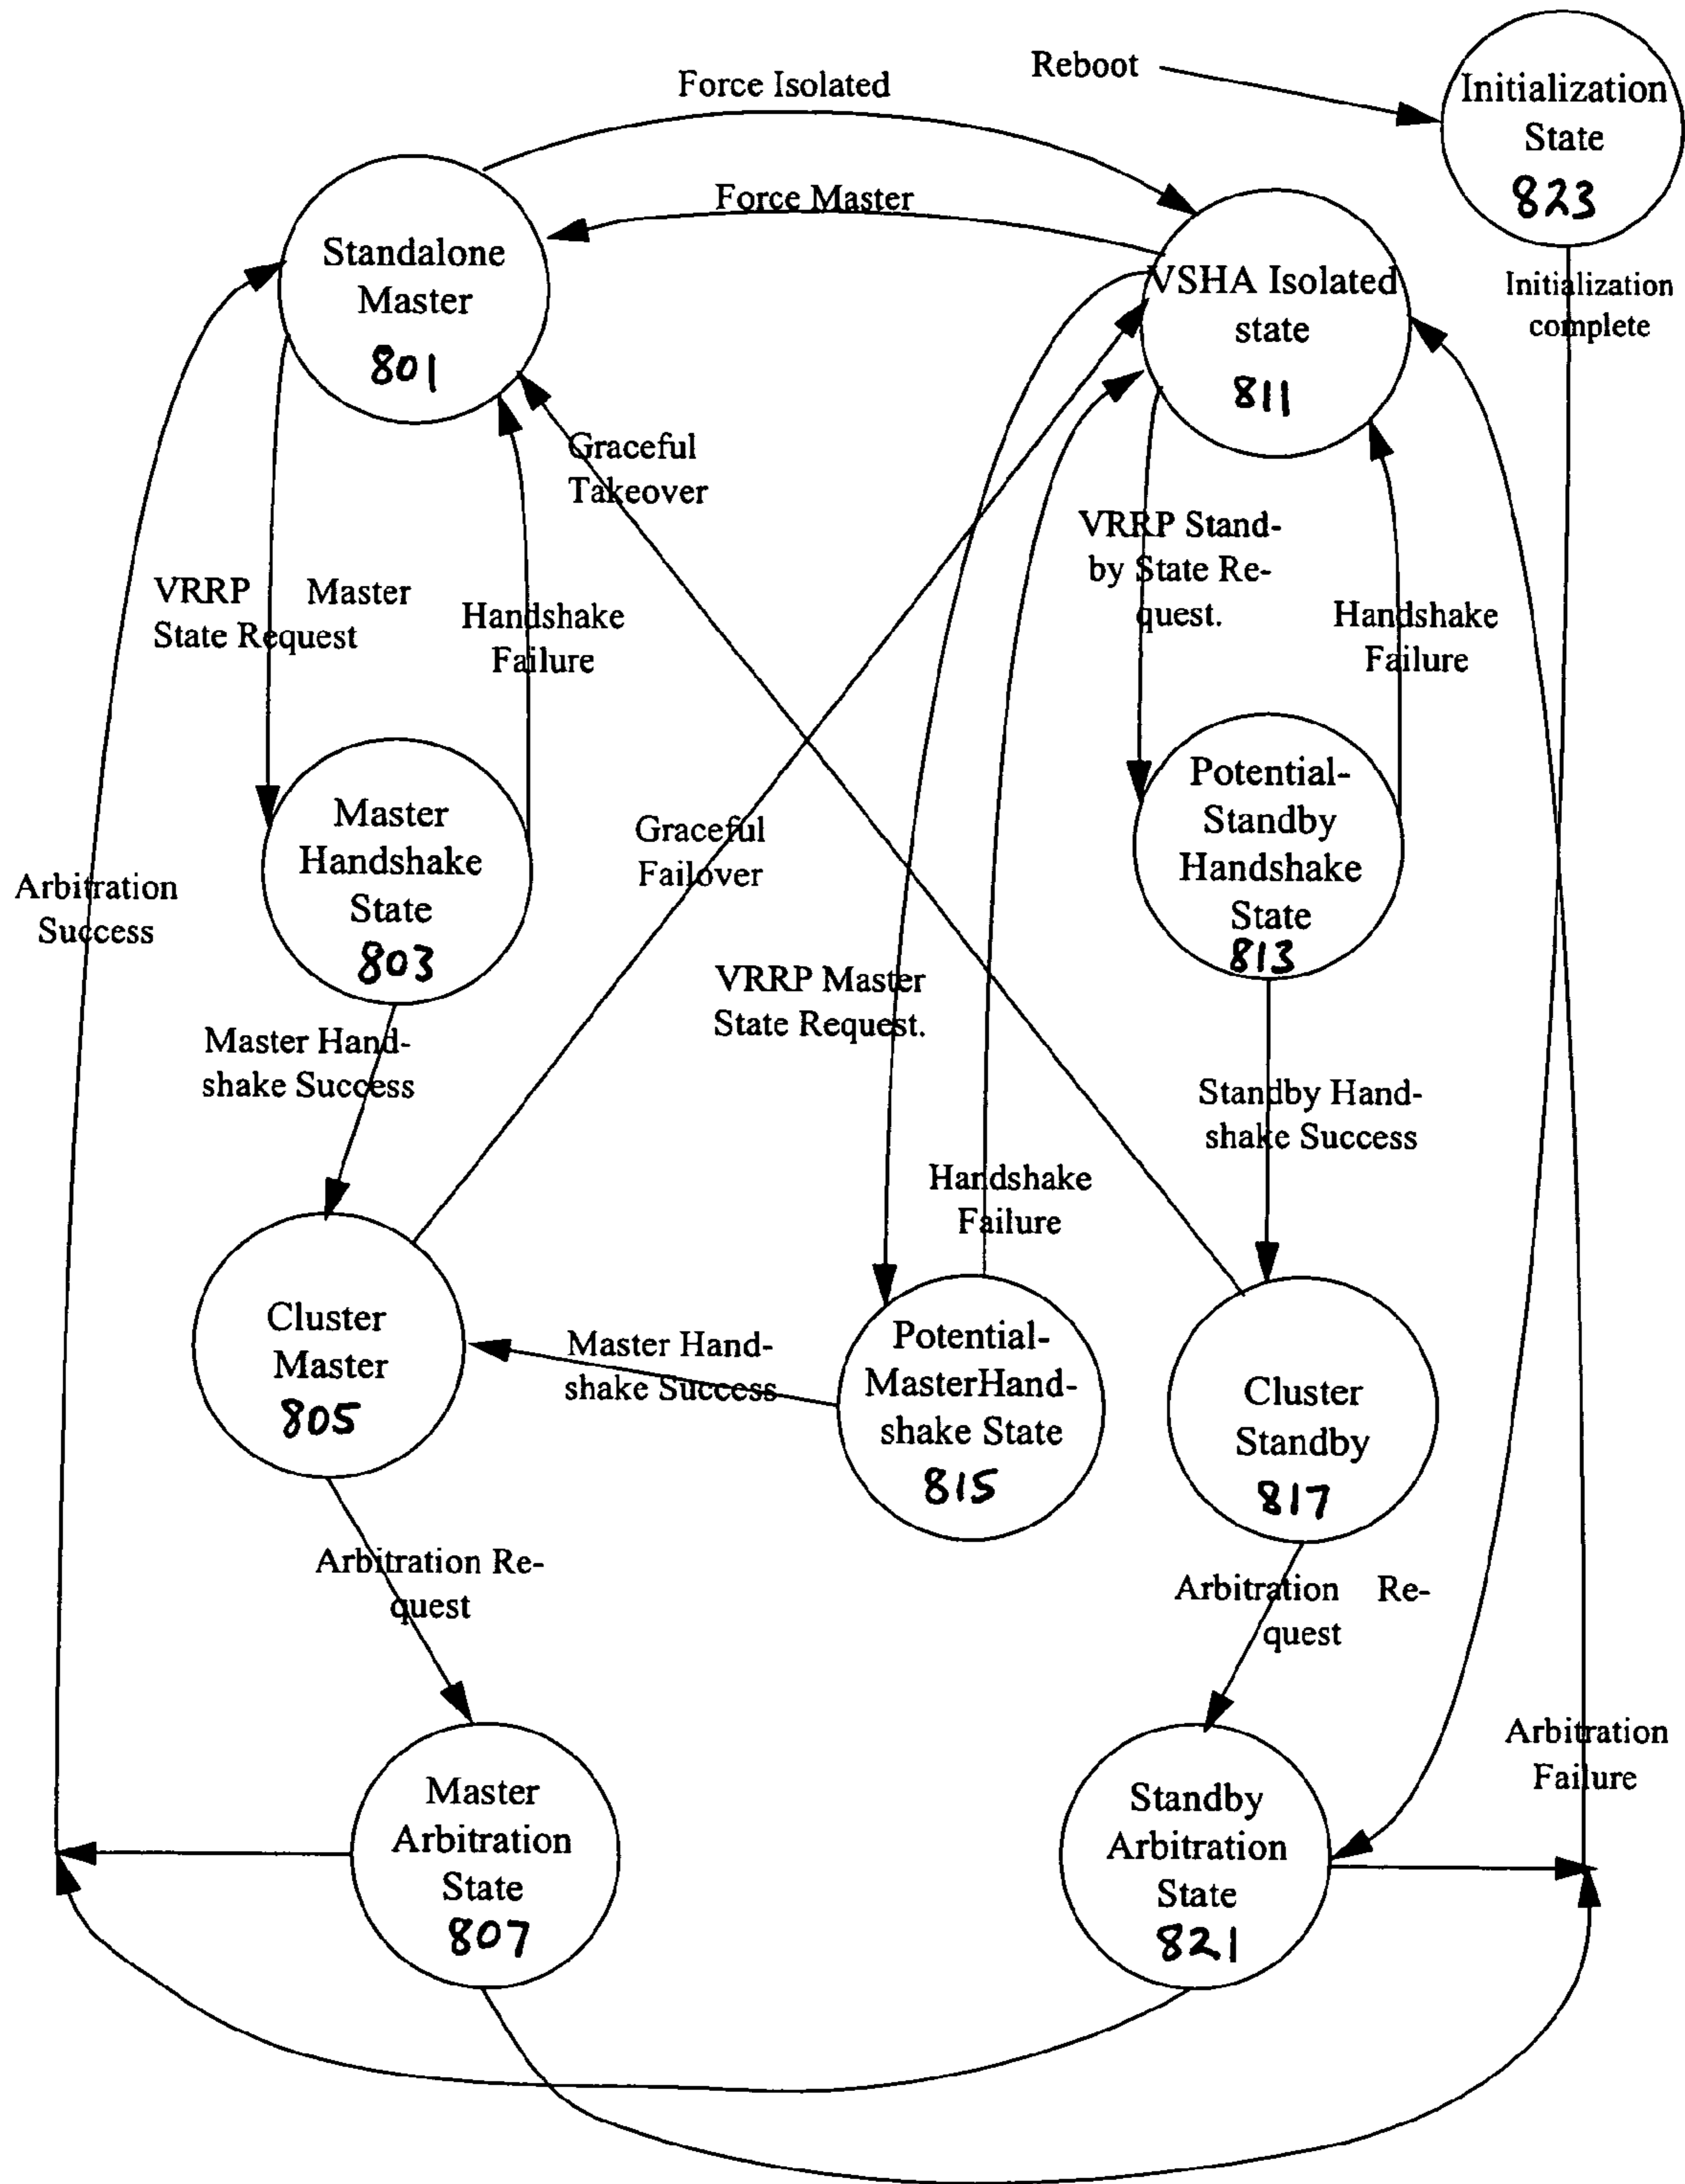 Reboot
Initialization
State
823
Force Isolated
Force Master
Initialization
complete
Standalone
Master
801
VSHA Isolated
state
811
Graceful
Takeover
VRRP Stand-
by State Re-
quest.
VRRP Master
State Request
Handshake
Failure
Handshake
Failure
Potential-
Standby
Handshake
State
813
Master
Handshake
State
803
Graceful
Failover
Arbitration
Success
VRRP Master
State Request.
Master Hand-
shake Success
Standby Hand-
shake Success
Handshake
Failure
Cluster
Master
805
Master Hand-
shake Success
Potential-
MasterHand-
shake State
815
Cluster
Standby
817
Arbitration Re-
quest
Arbitration Re-
quest
Arbitration
Failure
Master
Arbitration
State
807
Standby
Arbitration
State
821